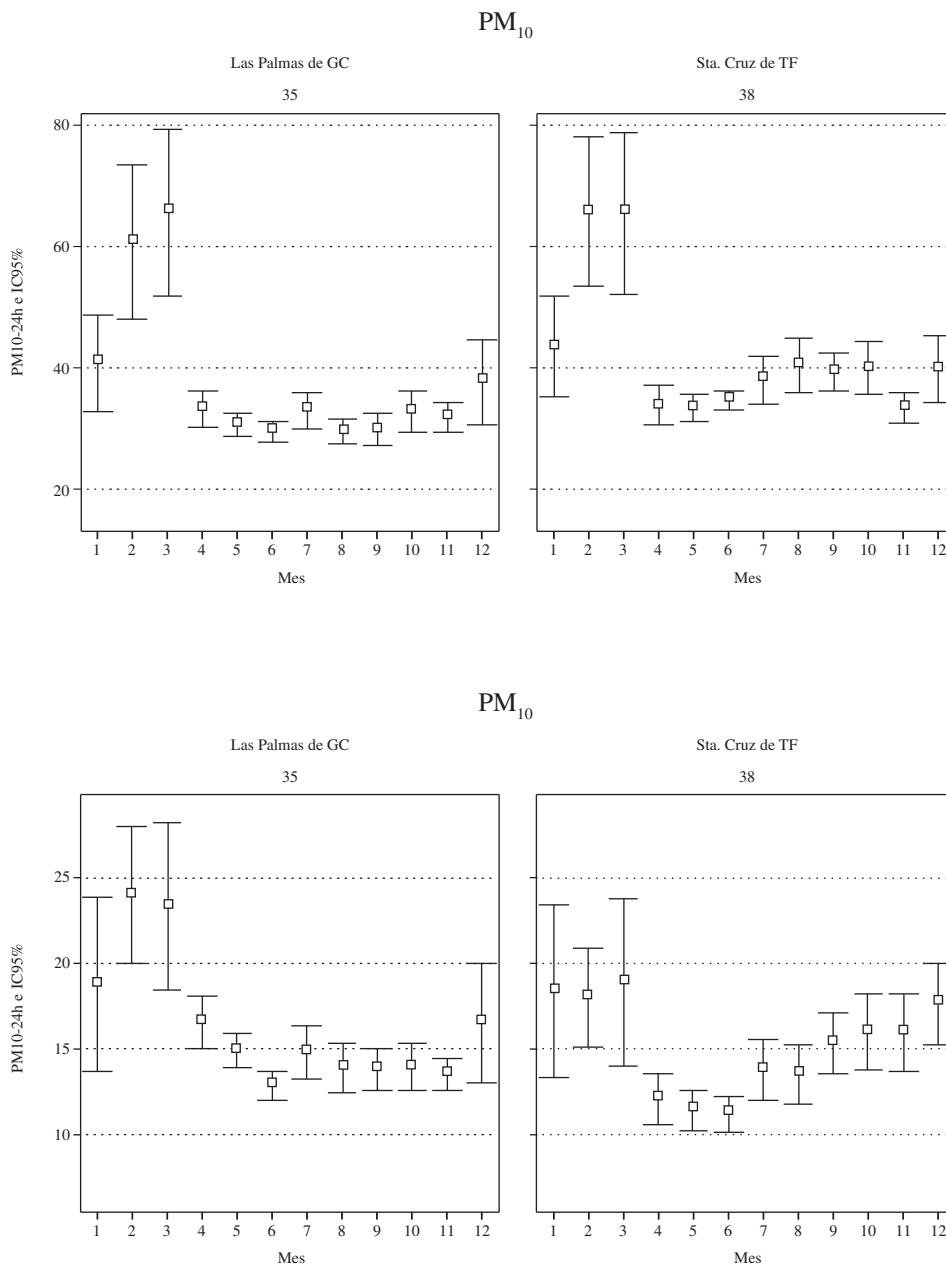 PM10
Las Palmas de GC
35
Sta. Cruz de TF
38
PM10-24h e IC95%
80
60
40
20
1 2 3 4 5 6 7 8 9 10 11 12
Mes
1 2 3 4 5 6 7 8 9 10 11 12
Mes
PM10
Las Palmas de GC
35
Sta. Cruz de TF
38
PM10-24h e IC95%
25
20
15
10
1 2 3 4 5 6 7 8 9 10 11 12
Mes
1 2 3 4 5 6 7 8 9 10 11 12
Mes